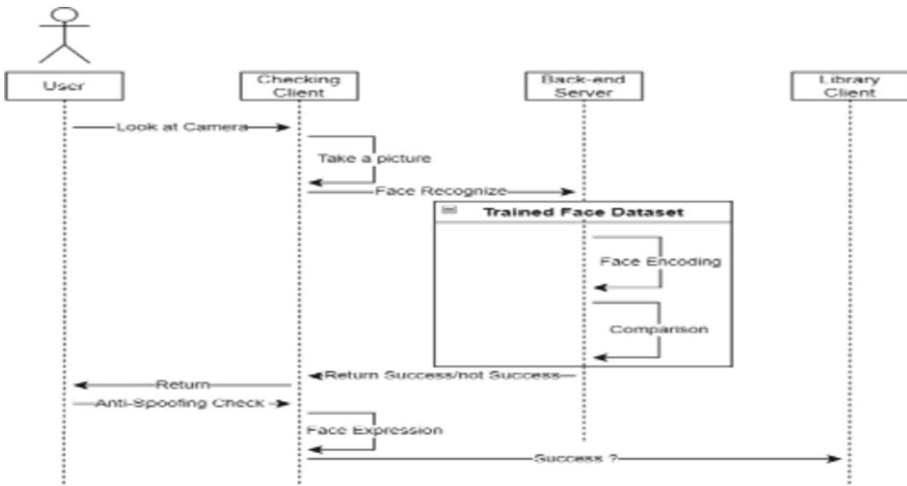 User
Checking
Client
Back-end
Server
Library
Client
Look at Camera
Take a picture
Face Recognize
Trained Face Dataset
Face Encoding
Comparison
Return Success/not Success
Return
Anti-Spoofing Check
Face Expression
Success ?